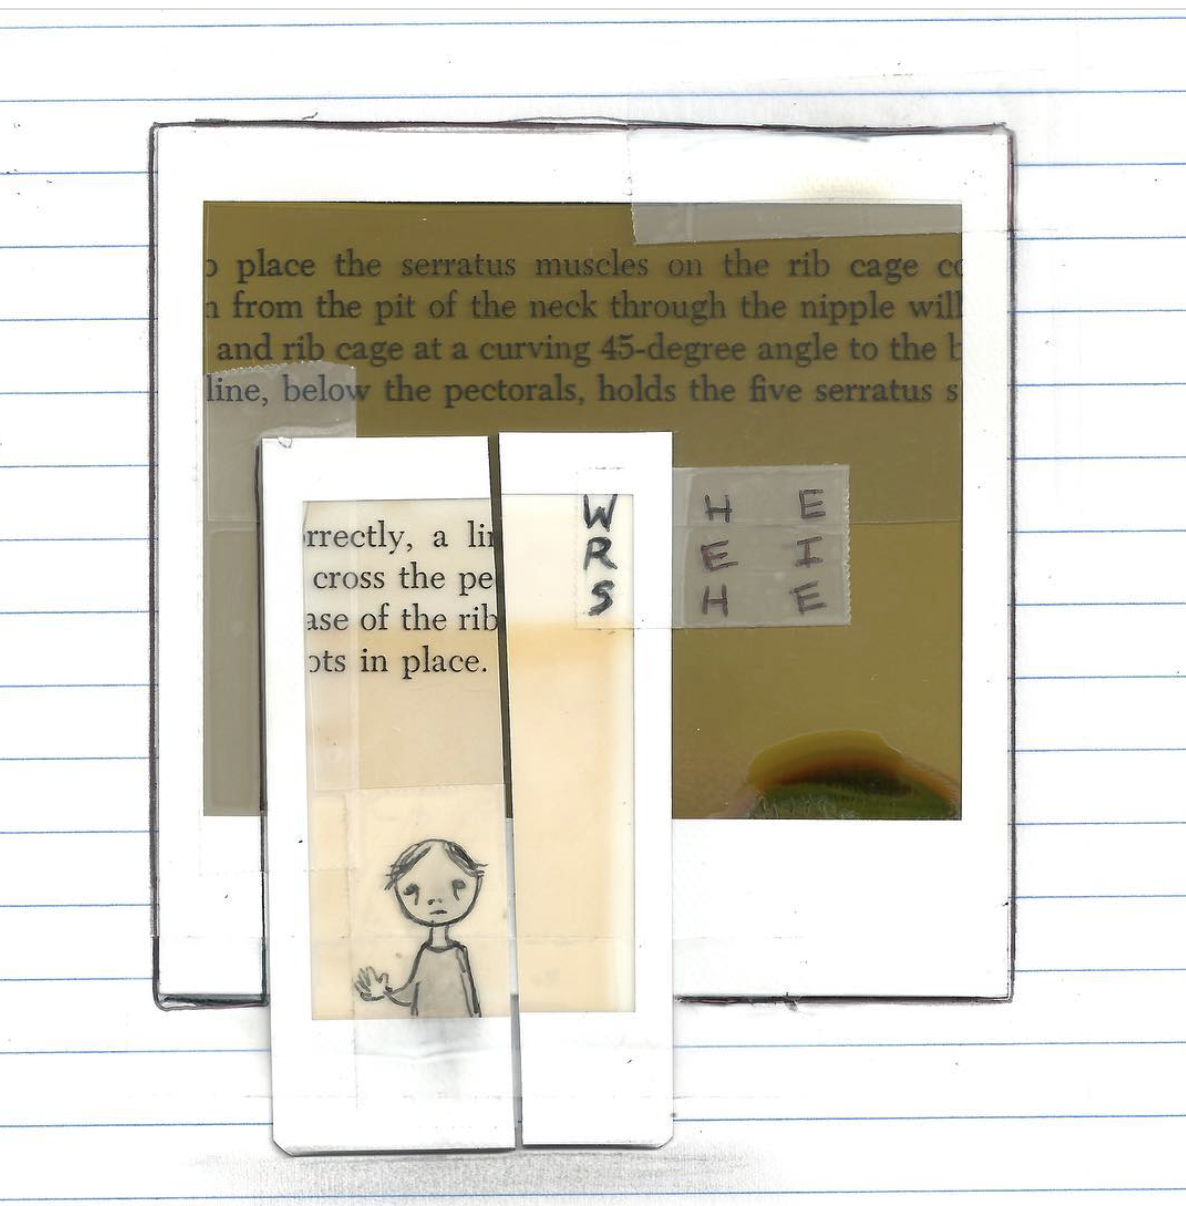 place the serratus muscles on the rib cage
from the pit of the neck through the nipple will
and rib cage at a curving 45-degree angle to the
line, below the pectorals, holds the five serratus s
rrectly, a lin
cross the pe
ase of the rib
ots in place.
W H E
R E I
S H E